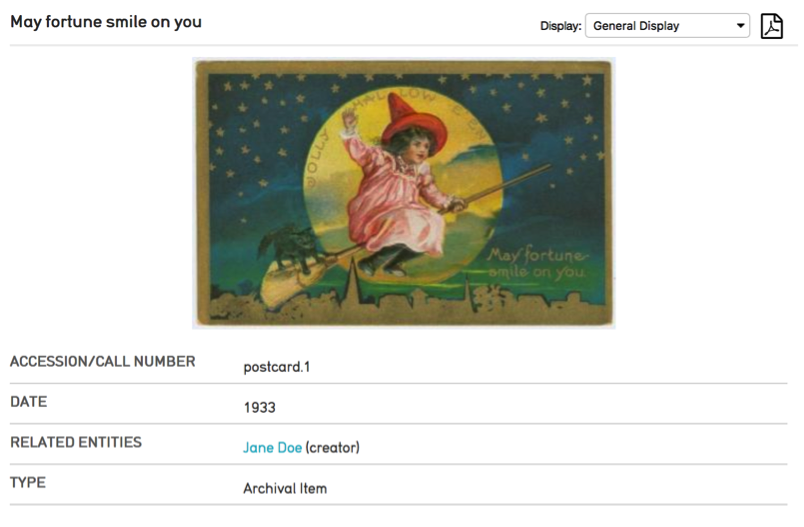 May fortune smile on you
Display: General Display
JOLLY HALLOWE'EN
May fortune
smile on you.
ACCESSION/CALL NUMBER postcard.1
DATE 1933
RELATED ENTITIES Jane Doe (creator)
TYPE Archival Item